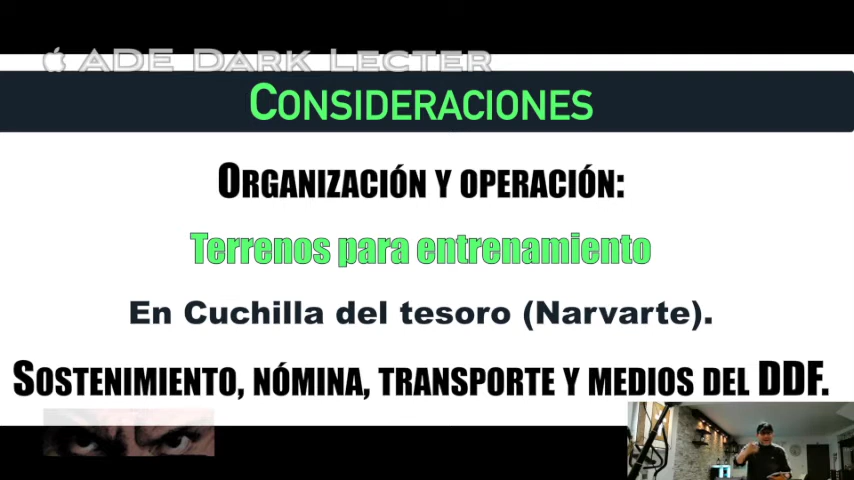 ADE DARK LECTER
CONSIDERACIONES
ORGANIZACIÓN Y OPERACIÓN:
Terrenos para entrenamiento
En Cuchilla del tesoro (Narvarte).
SOSTENIMIENTO, NÓMINA, TRANSPORTE Y MEDIOS DEL DDF.